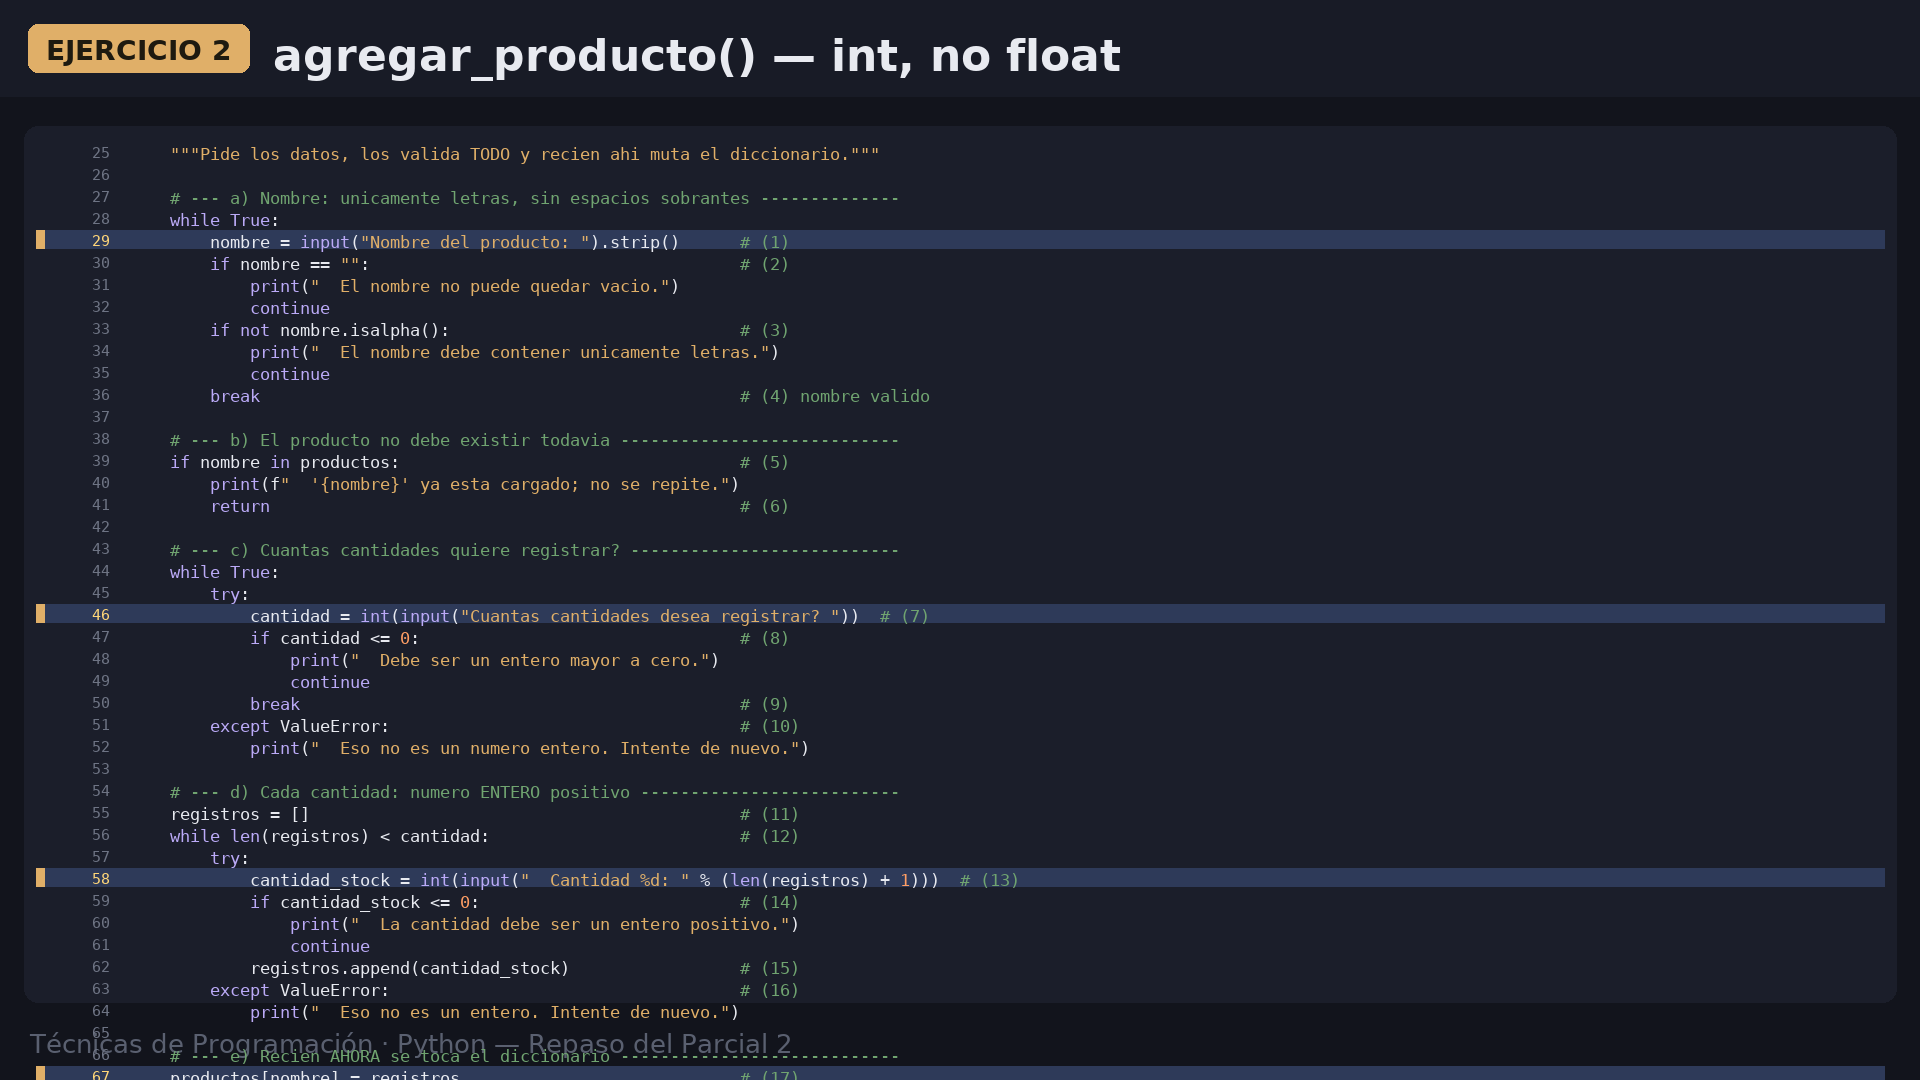 EJERCICIO 2
agregar_producto() — int, no float
25 """Pide los datos, los valida TODO y recien ahi muta el diccionario."""
26
27 # --- a) Nombre: unicamente letras, sin espacios sobrantes --------------
28 while True:
29     nombre = input("Nombre del producto: ").strip()      # (1)
30     if nombre == "":                                     # (2)
31         print("  El nombre no puede quedar vacio.")
32         continue
33     if not nombre.isalpha():                             # (3)
34         print("  El nombre debe contener unicamente letras.")
35         continue
36     break                                                # (4) nombre valido
37
38 # --- b) El producto no debe existir todavia ----------------------------
39 if nombre in productos:                                  # (5)
40     print(f"  '{nombre}' ya esta cargado; no se repite.")
41     return                                               # (6)
42
43 # --- c) Cuantas cantidades quiere registrar? ---------------------------
44 while True:
45     try:
46         cantidad = int(input("Cuantas cantidades desea registrar? "))  # (7)
47         if cantidad <= 0:                                # (8)
48             print("  Debe ser un entero mayor a cero.")
49             continue
50         break                                            # (9)
51     except ValueError:                                   # (10)
52         print("  Eso no es un numero entero. Intente de nuevo.")
53
54 # --- d) Cada cantidad: numero ENTERO positivo --------------------------
55 registros = []                                           # (11)
56 while len(registros) < cantidad:                         # (12)
57     try:
58         cantidad_stock = int(input("  Cantidad %d: " % (len(registros) + 1)))  # (13)
59         if cantidad_stock <= 0:                          # (14)
60             print("  La cantidad debe ser un entero positivo.")
61             continue
62         registros.append(cantidad_stock)                 # (15)
63     except ValueError:                                   # (16)
64         print("  Eso no es un entero. Intente de nuevo.")
65
Técnicas de Programación · Python — Repaso del Parcial 2
66 # --- e) Recien AHORA se toca el diccionario ----------------------------
67 productos[nombre] = registros                            # (17)